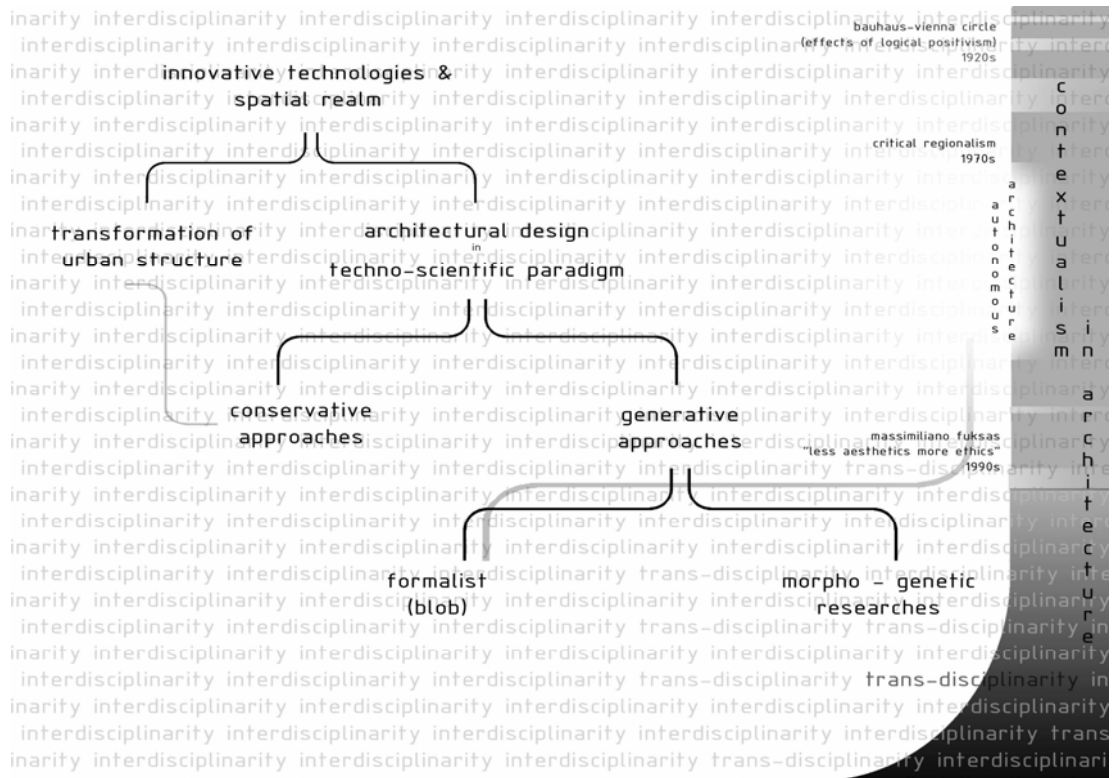 bauhaus-vienna circle
(effects of logical positivism)
1920s
innovative technologies &
spatial realm
critical regionalism
1970s
transformation of
urban structure
architectural design
in
techno-scientific paradigm
autonomous
architecture
contextualism
in architecture
conservative
approaches
generative
approaches
massimiliano fuksas
"less aesthetics more ethics"
1990s
formalist
(blob)
morpho - genetic
researches
interdisciplinarity
trans-disciplinarity